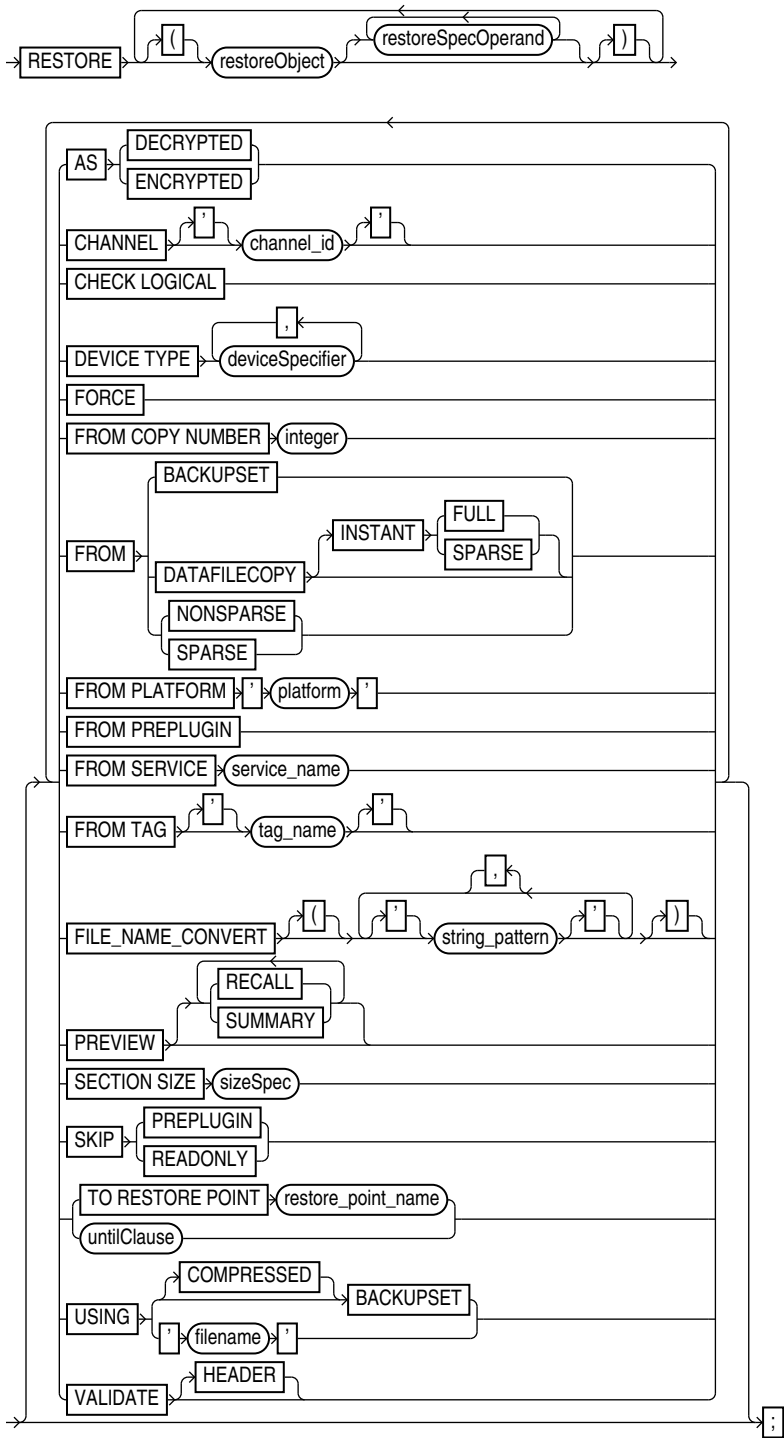 RESTORE ( restoreObject restoreSpecOperand )
AS DECRYPTED
ENCRYPTED
CHANNEL ' channel_id '
CHECK LOGICAL
,
DEVICE TYPE deviceSpecifier
FORCE
FROM COPY NUMBER integer
BACKUPSET
FROM
INSTANT FULL
SPARSE
DATAFILECOPY
NONSPARSE
SPARSE
FROM PLATFORM ' platform '
FROM PREPLUGIN
FROM SERVICE service_name
FROM TAG ' tag_name '
,
FILE_NAME_CONVERT ( ' string_pattern ' )
RECALL
SUMMARY
PREVIEW
SECTION SIZE sizeSpec
SKIP PREPLUGIN
READONLY
TO RESTORE POINT restore_point_name
untilClause
USING COMPRESSED BACKUPSET
' filename '
VALIDATE HEADER
;